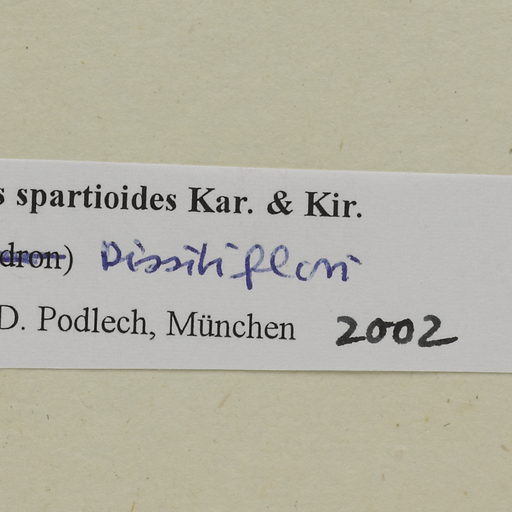 s spartioides Kar. & Kir.
dron) Dissitiflori
D. Podlech, München 2002